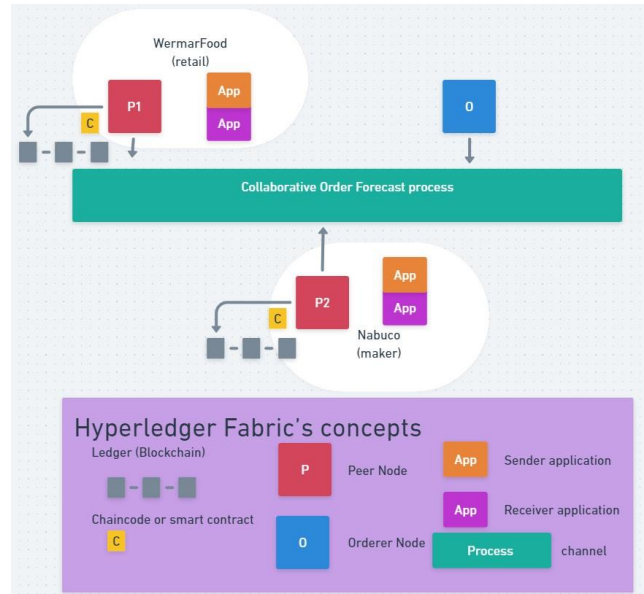 WermarFood
(retail)
P1
App
App
C
O
Collaborative Order Forecast process
P2
App
App
C
Nabuco
(maker)
Hyperledger Fabric's concepts
Ledger (Blockchain)
Chaincode or smart contract
C
P
Peer Node
O
Orderer Node
App
Sender application
App
Receiver application
Process
channel